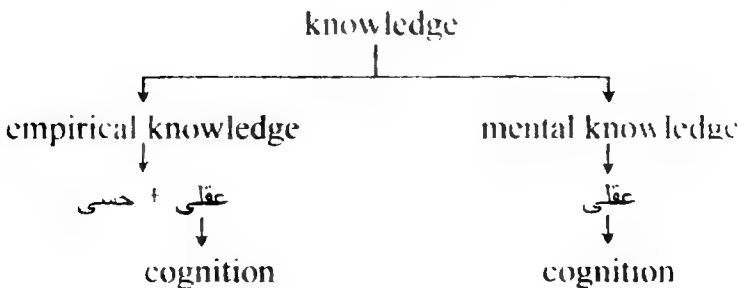 knowledge
empirical knowledge mental knowledge
عقلی + حسی عقلی
cognition cognition